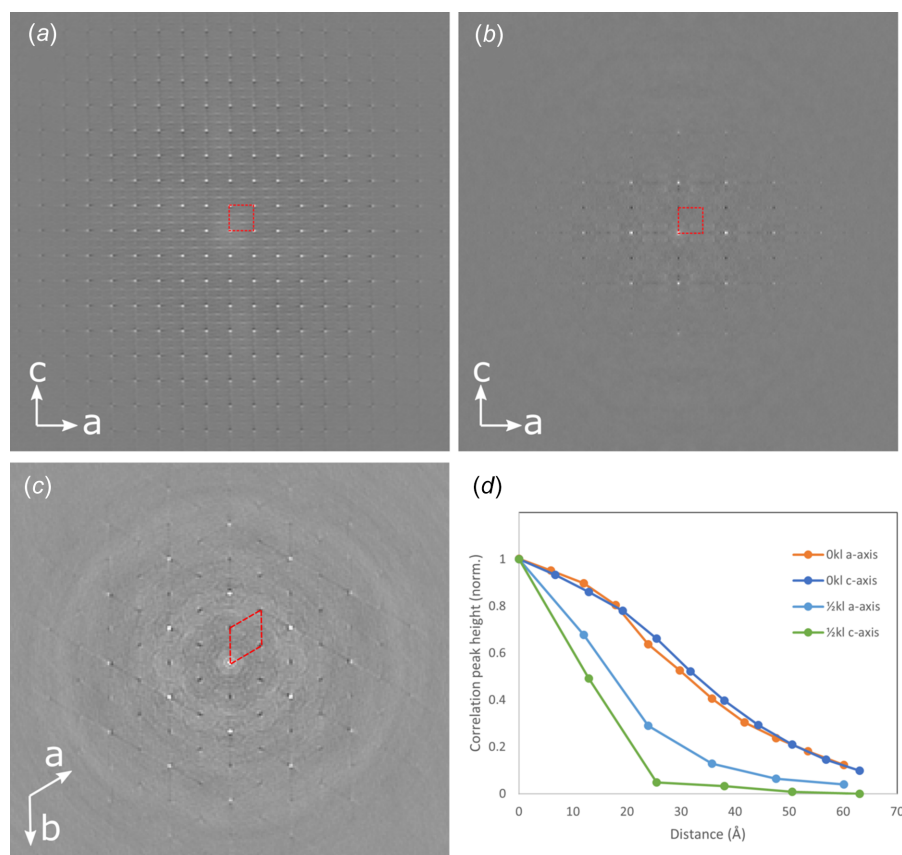 (a)
c
a
(b)
c
a
(c)
a
b
(d)
Correlation peak height (norm.)
1
0.8
0.6
0.4
0.2
0
0 10 20 30 40 50 60 70
Distance (Å)
0kl a-axis
0kl c-axis
½kl a-axis
½kl c-axis